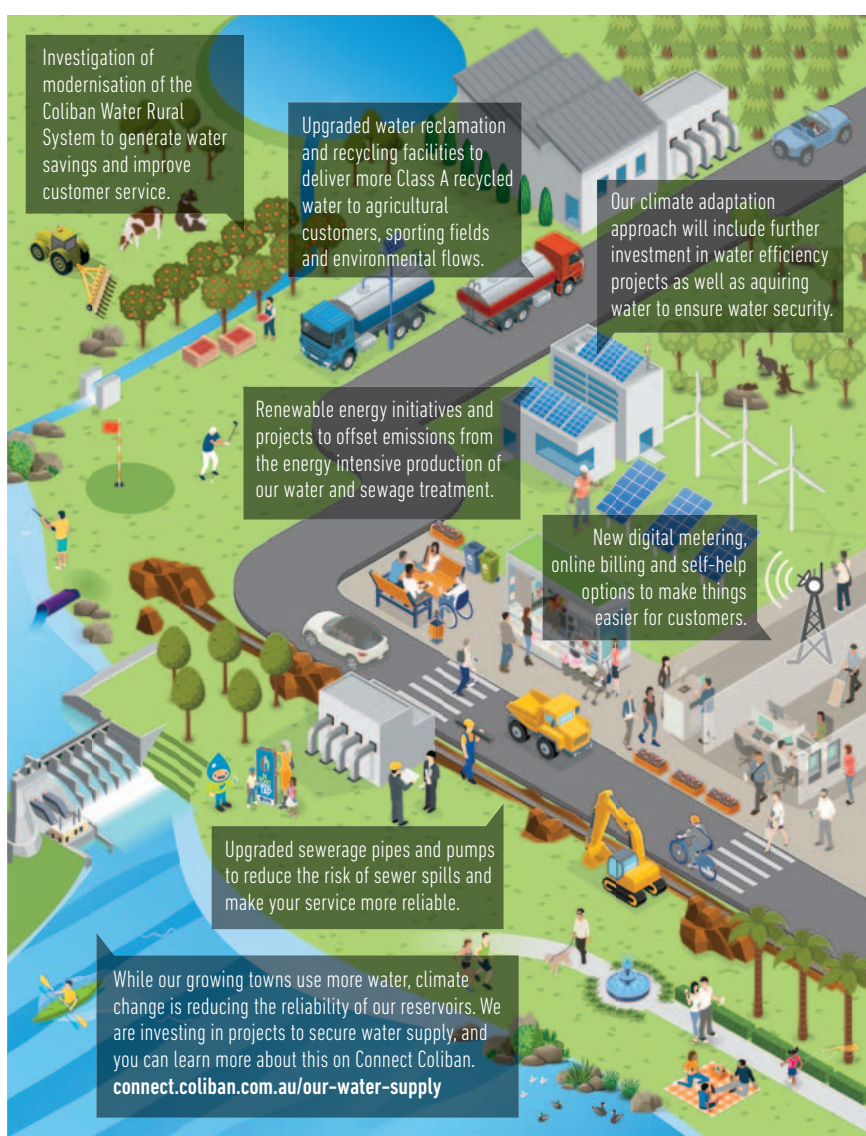 Investigation of
modernisation of the
Coliban Water Rural
System to generate water
savings and improve
customer service.
Upgraded water reclamation
and recycling facilities to
deliver more Class A recycled
water to agricultural
customers, sporting fields
and environmental flows.
Our climate adaptation
approach will include further
investment in water efficiency
projects as well as aquiring
water to ensure water security.
Renewable energy initiatives and
projects to offset emissions from
the energy intensive production of
our water and sewage treatment.
New digital metering,
online billing and self-help
options to make things
easier for customers.
Upgraded sewerage pipes and pumps
to reduce the risk of sewer spills and
make your service more reliable.
While our growing towns use more water, climate
change is reducing the reliability of our reservoirs. We
are investing in projects to secure water supply, and
you can learn more about this on Connect Coliban.
connect.coliban.com.au/our-water-supply